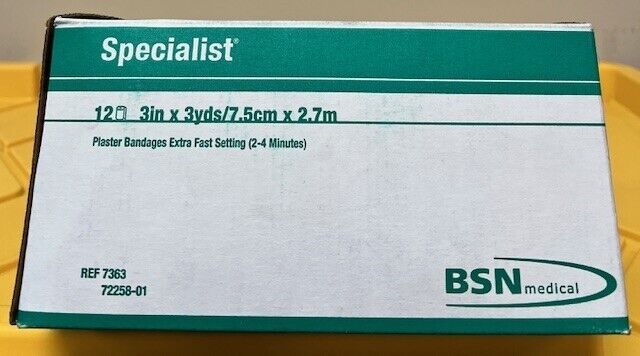 Specialist®
12 3in x 3yds/7.5cm x 2.7m
Plaster Bandages Extra Fast Setting (2-4 Minutes)
REF 7363
72258-01
BSN medical